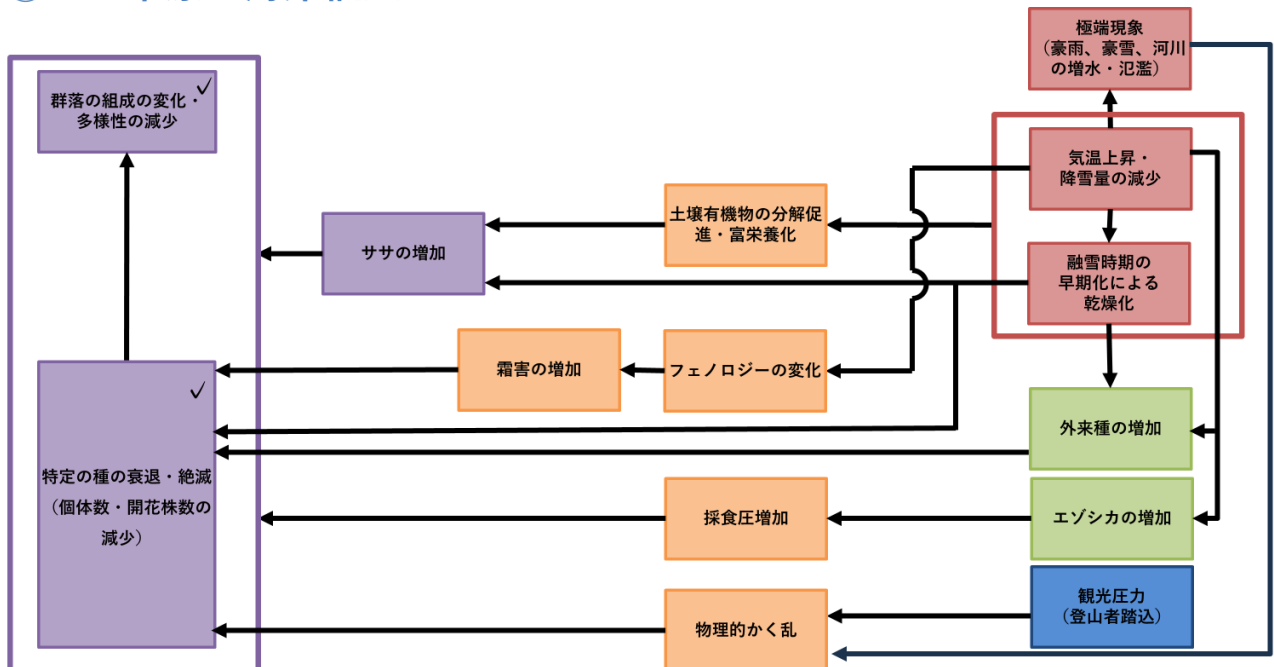 極端現象
（豪雨、豪雪、河川
の増水・氾濫）
群落の組成の変化・
多様性の減少
気温上昇・
降雪量の減少
土壌有機物の分解促
進・富栄養化
ササの増加
融雪時期の
早期化による
乾燥化
霜害の増加
フェノロジーの変化
外来種の増加
特定の種の衰退・絶滅
（個体数・開花株数の
減少）
採食圧増加
エゾシカの増加
観光圧力
（登山者踏込）
物理的かく乱